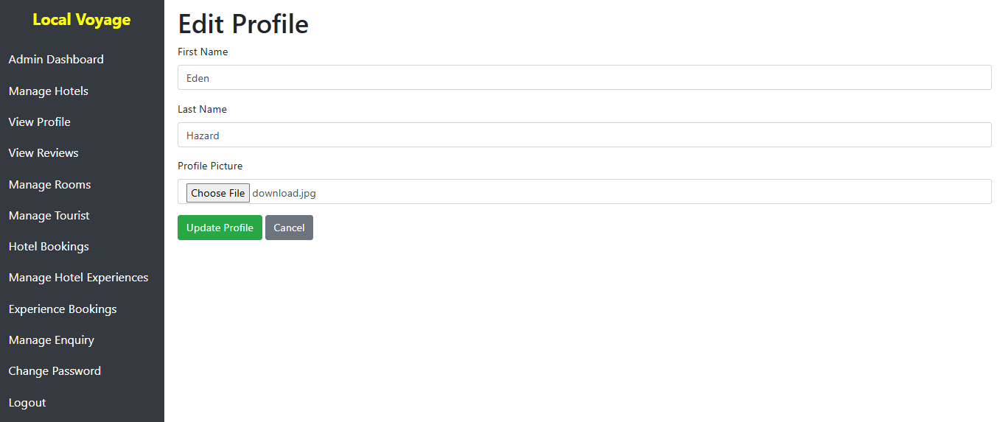 Local Voyage
Admin Dashboard
Manage Hotels
View Profile
View Reviews
Manage Rooms
Manage Tourist
Hotel Bookings
Manage Hotel Experiences
Experience Bookings
Manage Enquiry
Change Password
Logout
Edit Profile
First Name
Eden
Last Name
Hazard
Profile Picture
Choose File download.jpg
Update Profile Cancel